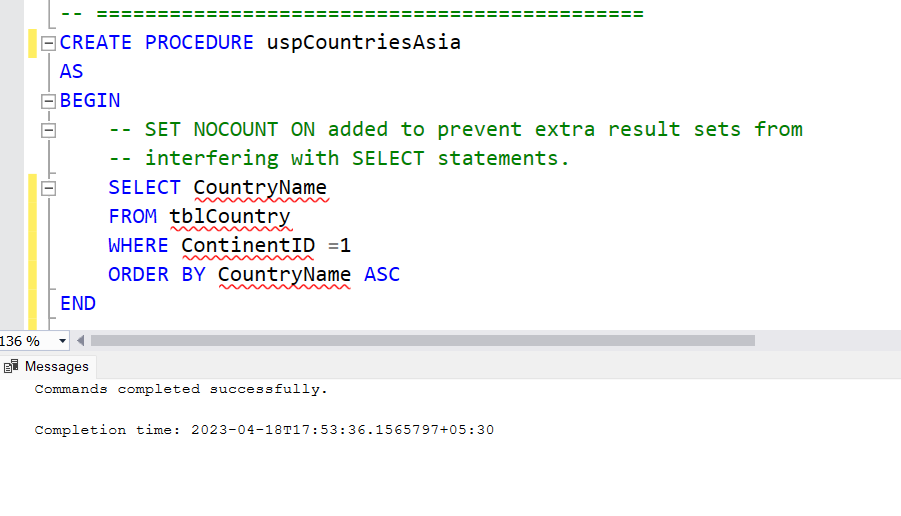 -- =============================================
CREATE PROCEDURE uspCountriesAsia
AS
BEGIN
-- SET NOCOUNT ON added to prevent extra result sets from
-- interfering with SELECT statements.
SELECT CountryName
FROM tblCountry
WHERE ContinentID =1
ORDER BY CountryName ASC
END
136 %
Messages
Commands completed successfully.
Completion time: 2023-04-18T17:53:36.1565797+05:30